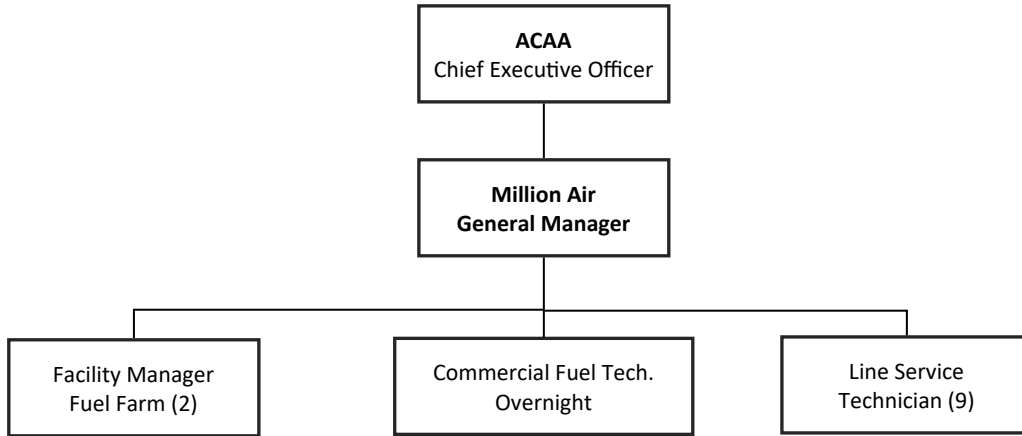 ACAA
Chief Executive Officer
Million Air
General Manager
Facility Manager
Fuel Farm (2)
Commercial Fuel Tech.
Overnight
Line Service
Technician (9)